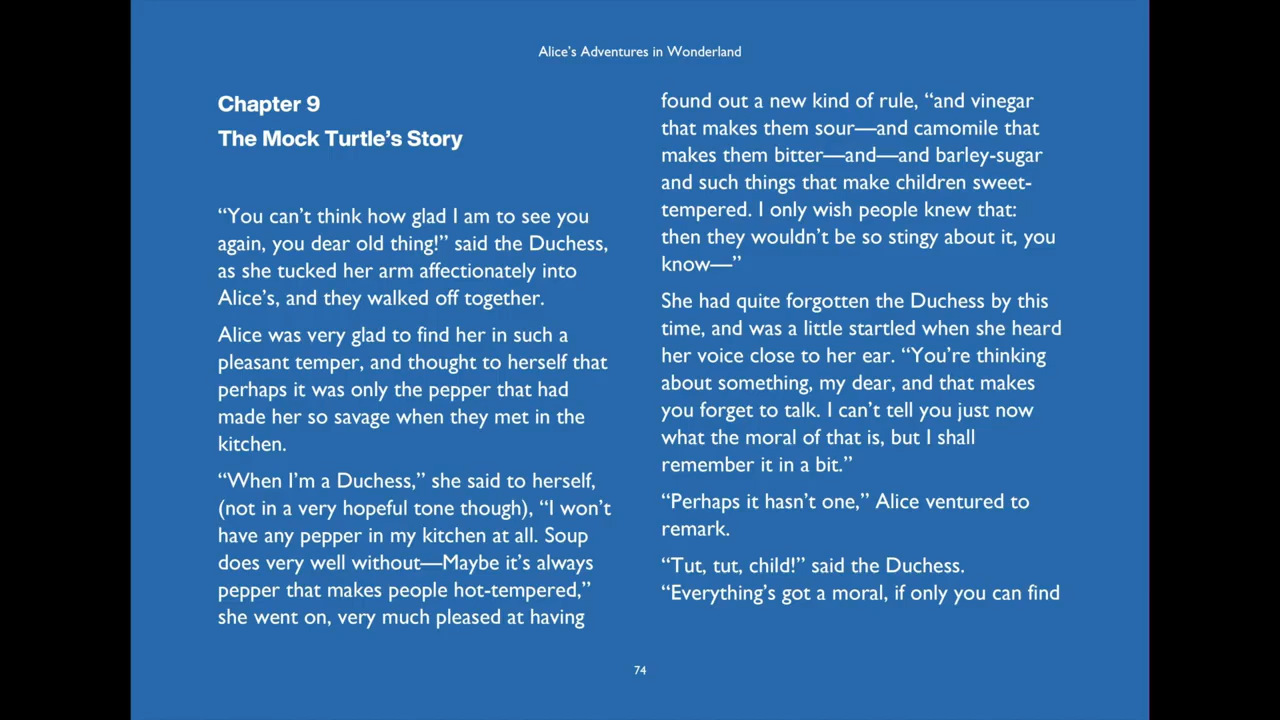 Alice’s Adventures in Wonderland
Chapter 9
The Mock Turtle’s Story
“You can’t think how glad I am to see you
again, you dear old thing!” said the Duchess,
as she tucked her arm affectionately into
Alice’s, and they walked off together.
Alice was very glad to find her in such a
pleasant temper, and thought to herself that
perhaps it was only the pepper that had
made her so savage when they met in the
kitchen.
“When I’m a Duchess,” she said to herself,
(not in a very hopeful tone though), “I won’t
have any pepper in my kitchen at all. Soup
does very well without—Maybe it’s always
pepper that makes people hot-tempered,”
she went on, very much pleased at having
found out a new kind of rule, “and vinegar
that makes them sour—and camomile that
makes them bitter—and—and barley-sugar
and such things that make children sweet-
tempered. I only wish people knew that:
then they wouldn’t be so stingy about it, you
know—”
She had quite forgotten the Duchess by this
time, and was a little startled when she heard
her voice close to her ear. “You’re thinking
about something, my dear, and that makes
you forget to talk. I can’t tell you just now
what the moral of that is, but I shall
remember it in a bit.”
“Perhaps it hasn’t one,” Alice ventured to
remark.
“Tut, tut, child!” said the Duchess.
“Everything’s got a moral, if only you can find
74